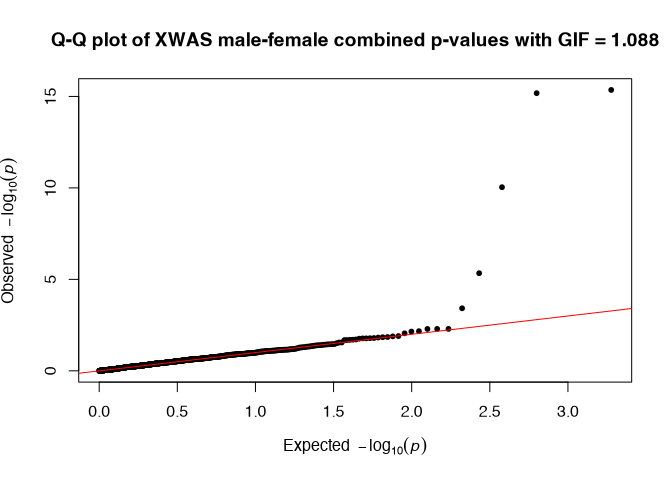 Q-Q plot of XWAS male-female combined p-values with GIF = 1.088
Observed −log10(p)
15
10
5
0
0.0 0.5 1.0 1.5 2.0 2.5 3.0
Expected −log10(p)